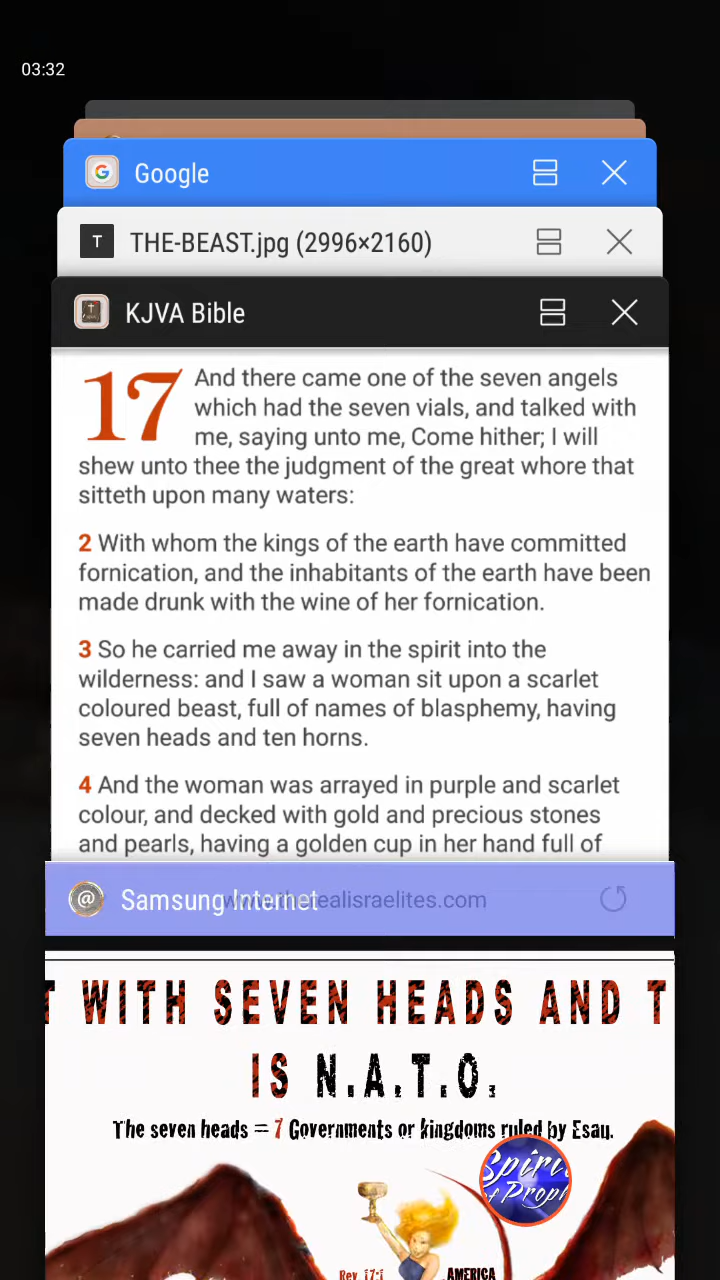 03:32
Google
T THE-BEAST.jpg (2996×2160)
KJVA Bible
17 And there came one of the seven angels
which had the seven vials, and talked with
me, saying unto me, Come hither; I will
shew unto thee the judgment of the great whore that
sitteth upon many waters:
2 With whom the kings of the earth have committed
fornication, and the inhabitants of the earth have been
made drunk with the wine of her fornication.
3 So he carried me away in the spirit into the
wilderness: and I saw a woman sit upon a scarlet
coloured beast, full of names of blasphemy, having
seven heads and ten horns.
4 And the woman was arrayed in purple and scarlet
colour, and decked with gold and precious stones
and pearls, having a golden cup in her hand full of
@ Samsung Internet
T WITH SEVEN HEADS AND T
IS N.A.T.O.
The seven heads = 7 Governments or kingdoms ruled by Esau.
Spiri
of Proph
Rev. 17:1
AMERICA